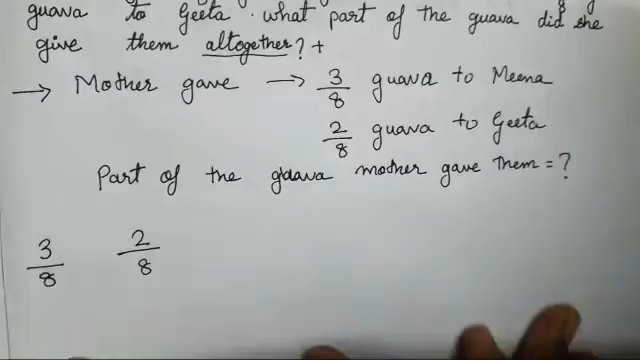 guava to Geeta. what part of the guava did she
give them altogether? +
→ Mother gave → 3/8 guava to Meena
2/8 guava to Geeta
Part of the guava mother gave them = ?
3/8 2/8